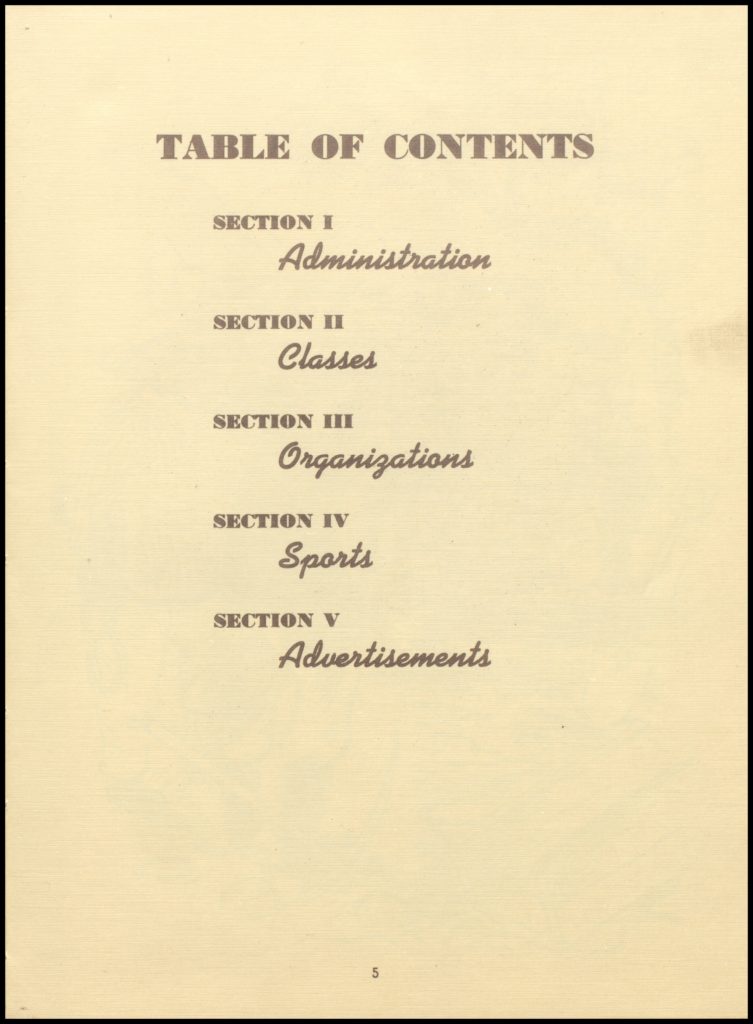 TABLE OF CONTENTS
SECTION I
Administration
SECTION II
Classes
SECTION III
Organizations
SECTION IV
Sports
SECTION V
Advertisements
5